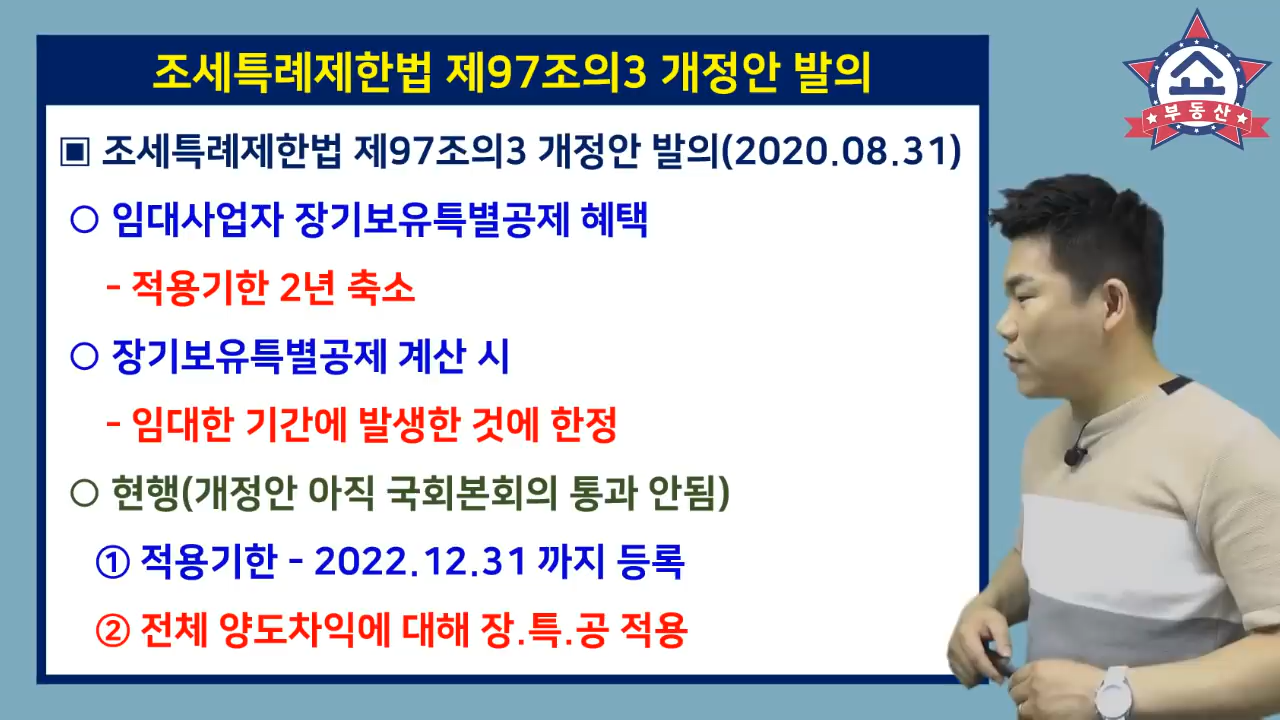 조세특례제한법 제97조의3 개정안 발의
▣ 조세특례제한법 제97조의3 개정안 발의(2020.08.31)
○ 임대사업자 장기보유특별공제 혜택
- 적용기한 2년 축소
○ 장기보유특별공제 계산 시
- 임대한 기간에 발생한 것에 한정
○ 현행(개정안 아직 국회본회의 통과 안됨)
① 적용기한 - 2022.12.31 까지 등록
② 전체 양도차익에 대해 장.특.공 적용
부동산